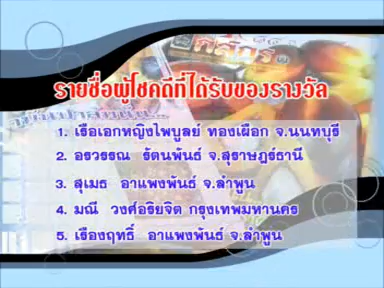 รายชื่อผู้โชคดีที่ได้รับของรางวัล
1. เรือเอกหญิงไพบูลย์ ทองเผือก จ.นนทบุรี
2. อรวรรณ รัตนพันธ์ จ.สุราษฎร์ธานี
3. สุเมธ อาแพงพันธ์ จ.ลำพูน
4. มณี วงศ์อริยจิต กรุงเทพมหานคร
5. เรืองฤทธิ์ อาแพงพันธ์ จ.ลำพูน